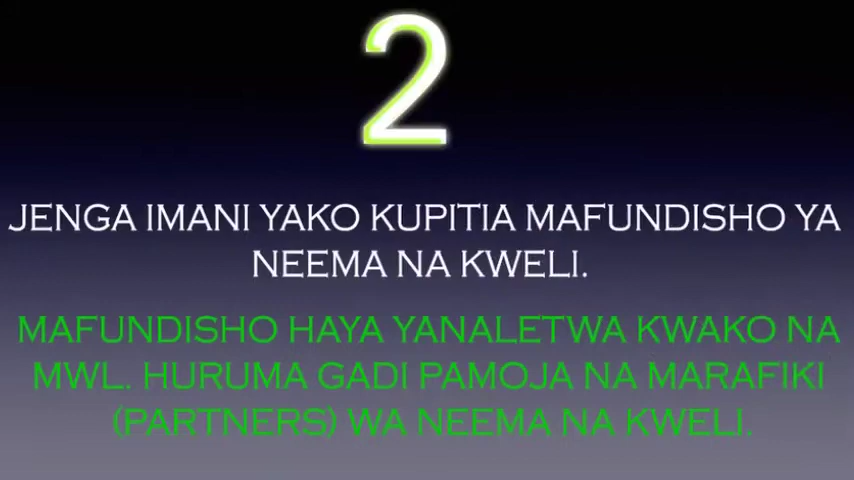 2
JENGA IMANI YAKO KUPITIA MAFUNDISHO YA
NEEMA NA KWELI.
MAFUNDISHO HAYA YANALETWA KWAKO NA
MWL. HURUMA GADI PAMOJA NA MARAFIKI
(PARTNERS) WA NEEMA NA KWELI.